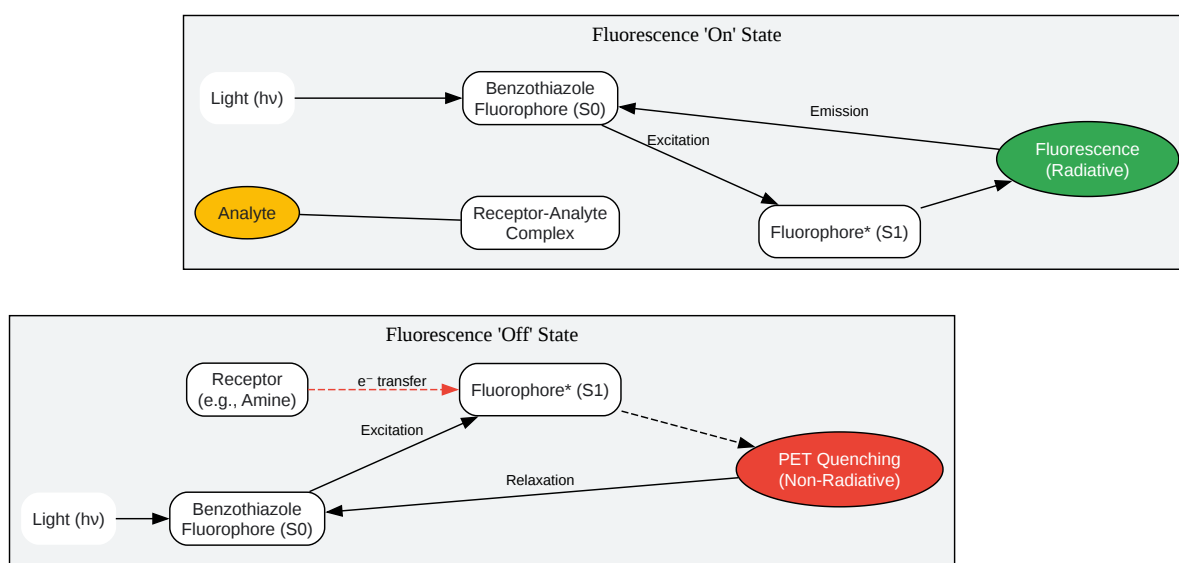 Fluorescence 'On' State
Light (hν)
Benzothiazole
Fluorophore (S0)
Emission
Excitation
Fluorescence
(Radiative)
Analyte
Receptor-Analyte
Complex
Fluorophore* (S1)
Fluorescence 'Off' State
Receptor
(e.g., Amine)
e⁻ transfer
Fluorophore* (S1)
Excitation
PET Quenching
(Non-Radiative)
Relaxation
Light (hν)
Benzothiazole
Fluorophore (S0)